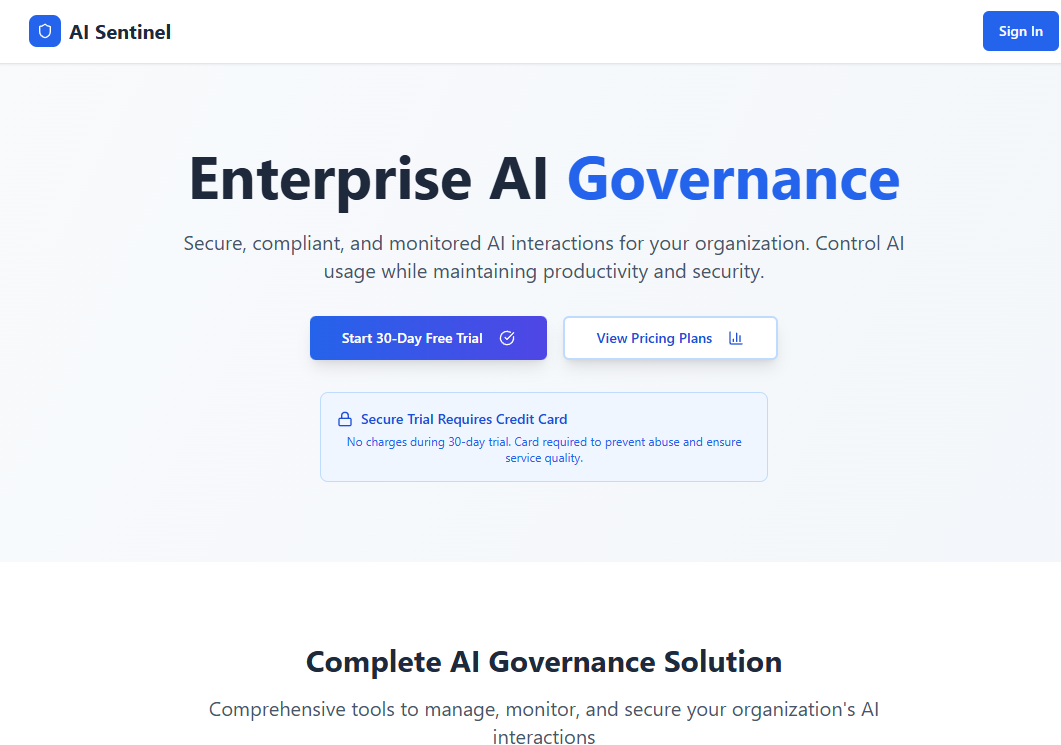 AI Sentinel
Sign In
Enterprise AI Governance
Secure, compliant, and monitored AI interactions for your organization. Control AI
usage while maintaining productivity and security.
Start 30-Day Free Trial
View Pricing Plans
Secure Trial Requires Credit Card
No charges during 30-day trial. Card required to prevent abuse and ensure
service quality.
Complete AI Governance Solution
Comprehensive tools to manage, monitor, and secure your organization's AI
interactions